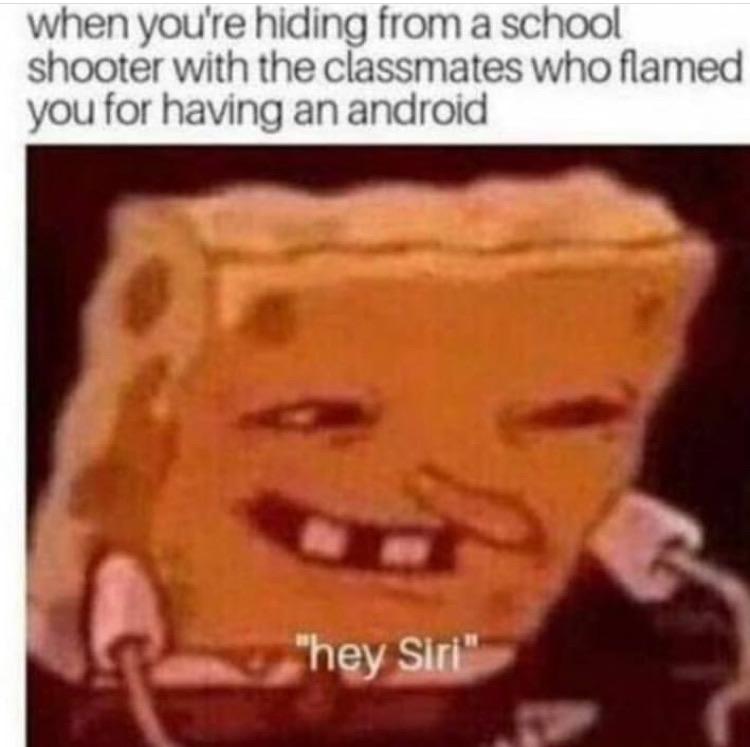 when you're hiding from a school
shooter with the classmates who flamed
you for having an android
"hey Siri"